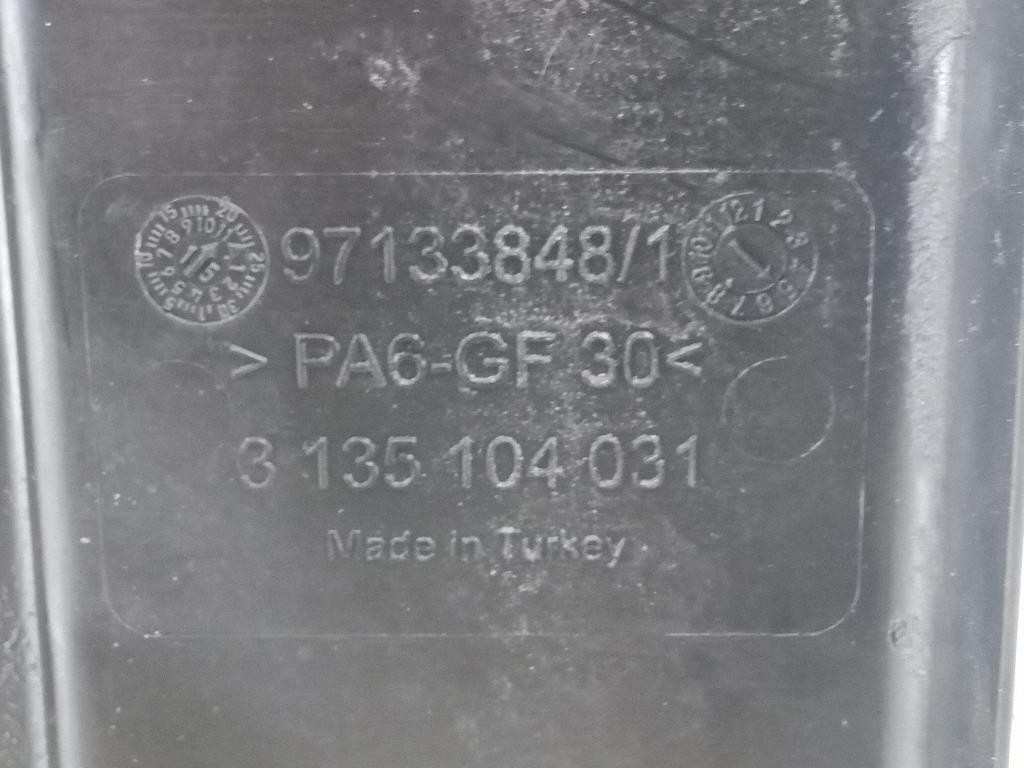 97133848/1
> PA6-GF 30<
3 135 104 031
Made in Turkey